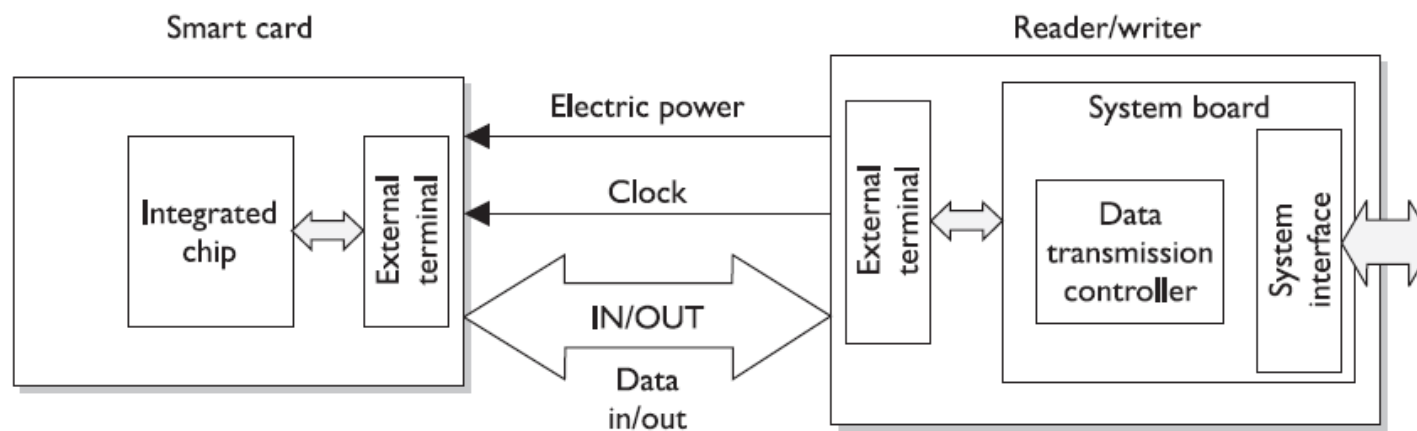 Smart card
Reader/writer
Electric power
System board
Clock
Integrated
chip
External
terminal
External
terminal
Data
transmission
controller
System
interface
IN/OUT
Data
in/out